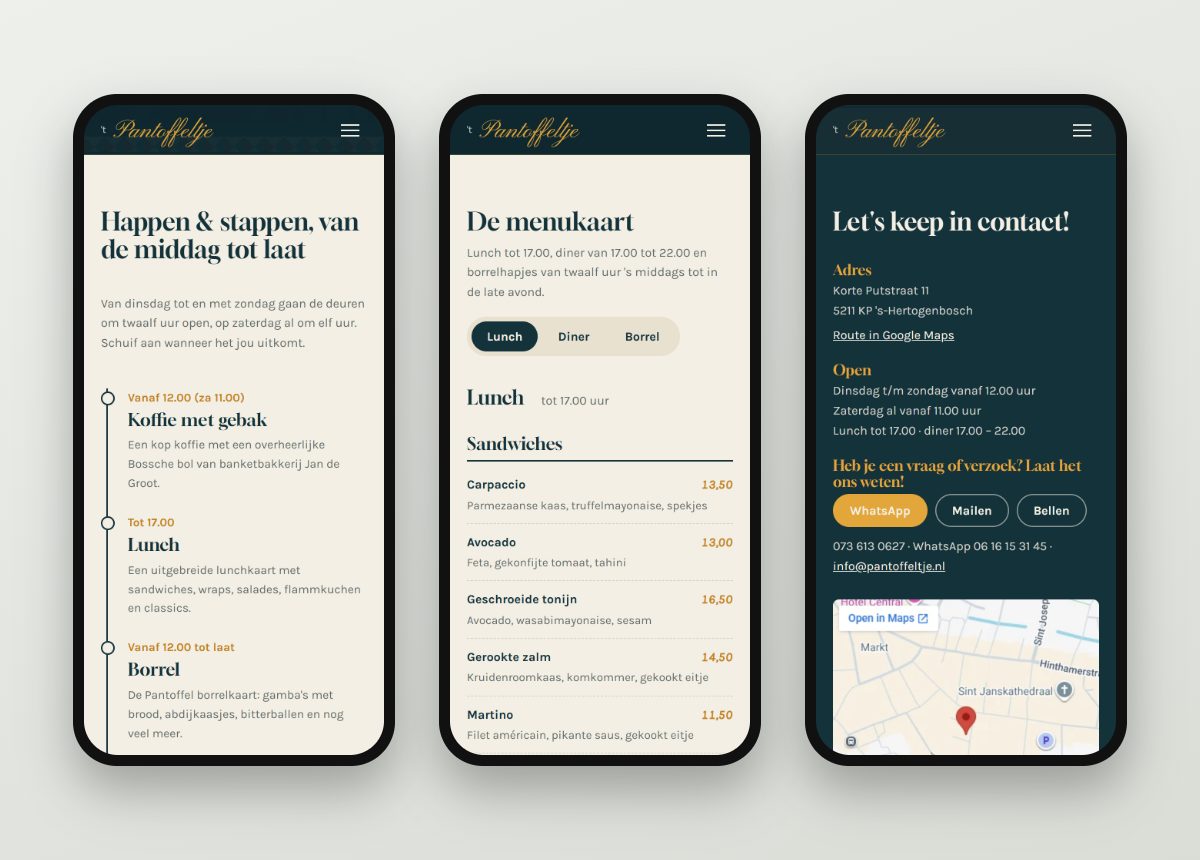 't Pantoffeltje
Happen & stappen, van
de middag tot laat
Van dinsdag tot en met zondag gaan de deuren
om twaalf uur open, op zaterdag al om elf uur.
Schuif aan wanneer het jou uitkomt.
Vanaf 12.00 (za 11.00)
Koffie met gebak
Een kop koffie met een overheerlijke
Bossche bol van banketbakkerij Jan de
Groot.
Tot 17.00
Lunch
Een uitgebreide lunchkaart met
sandwiches, wraps, salades, flammkuchen
en classics.
Vanaf 12.00 tot laat
Borrel
De Pantoffel borrelkaart: gamba's met
brood, abdijkaasjes, bitterballen en nog
veel meer.
't Pantoffeltje
De menukaart
Lunch tot 17.00, diner van 17.00 tot 22.00 en
borrelhapjes van twaalf uur 's middags tot in
de late avond.
Lunch Diner Borrel
Lunch tot 17.00 uur
Sandwiches
Carpaccio 13,50
Parmezaanse kaas, truffelmayonaise, spekjes
Avocado 13,00
Feta, gekonfijte tomaat, tahini
Geschroeide tonijn 16,50
Avocado, wasabimayonaise, sesam
Gerookte zalm 14,50
Kruidenroomkaas, komkommer, gekookt eitje
Martino 11,50
Filet américain, pikante saus, gekookt eitje
't Pantoffeltje
Let's keep in contact!
Adres
Korte Putstraat 11
5211 KP 's-Hertogenbosch
Route in Google Maps
Open
Dinsdag t/m zondag vanaf 12.00 uur
Zaterdag al vanaf 11.00 uur
Lunch tot 17.00 · diner 17.00 – 22.00
Heb je een vraag of verzoek? Laat het
ons weten!
WhatsApp Mailen Bellen
073 613 0627 · WhatsApp 06 16 15 31 45 ·
info@pantoffeltje.nl
Hotel Central
Open in Maps
Sint Josep
Markt
Hinthamerstr
Sint Janskathedraal
P